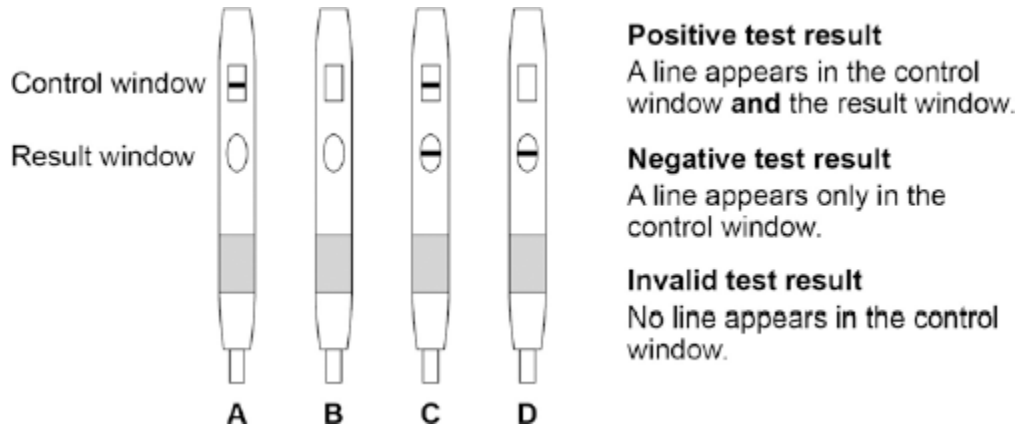 Control window
Result window
A B C D
Positive test result
A line appears in the control
window and the result window.
Negative test result
A line appears only in the
control window.
Invalid test result
No line appears in the control
window.